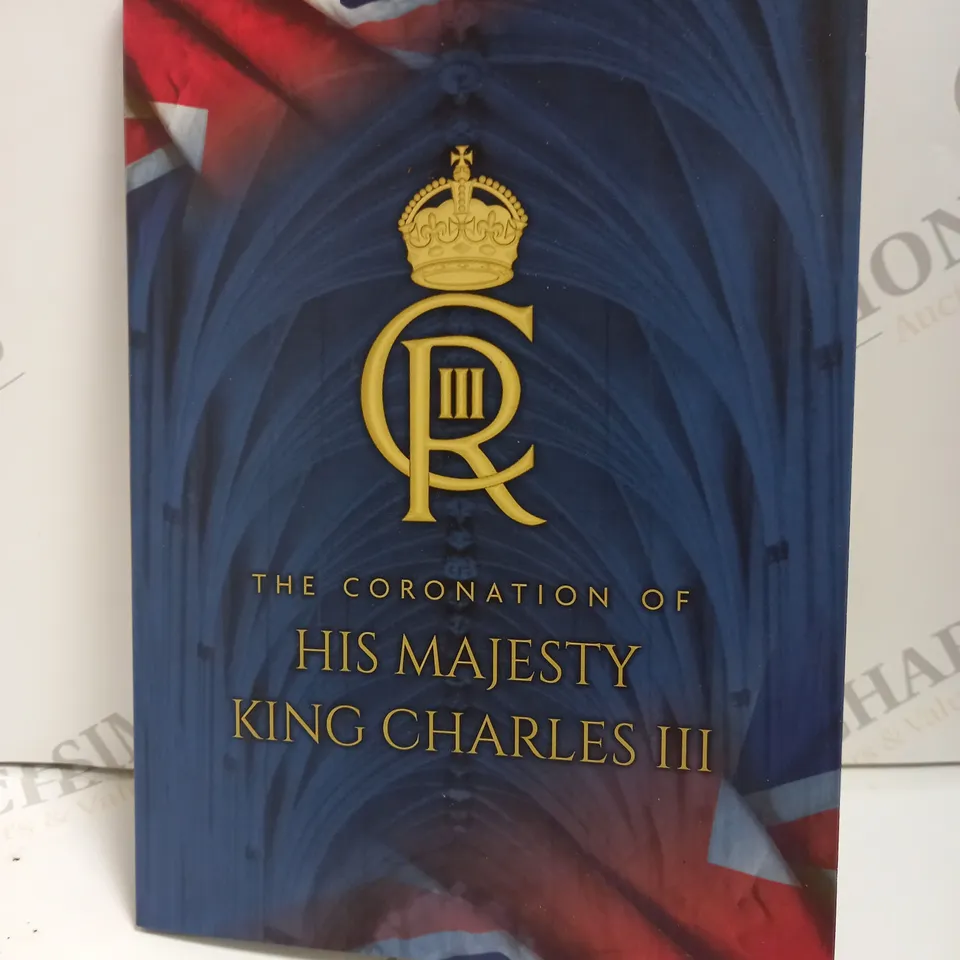 CR
III
THE CORONATION OF
HIS MAJESTY
KING CHARLES III